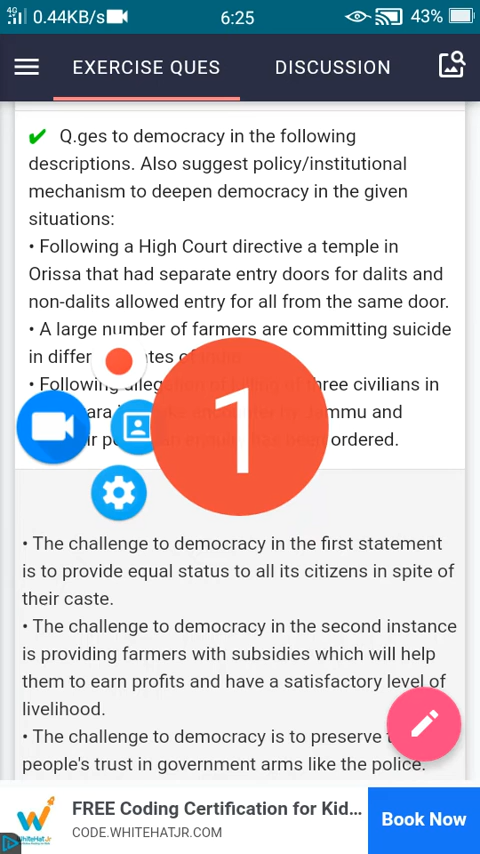 4G 0.44KB/s 6:25 43%
EXERCISE QUES DISCUSSION
Q.ges to democracy in the following
descriptions. Also suggest policy/institutional
mechanism to deepen democracy in the given
situations:
• Following a High Court directive a temple in
Orissa that had separate entry doors for dalits and
non-dalits allowed entry for all from the same door.
• A large number of farmers are committing suicide
in differ
• Following three civilians in
mmu and
ordered.
1
• The challenge to democracy in the first statement
is to provide equal status to all its citizens in spite of
their caste.
• The challenge to democracy in the second instance
is providing farmers with subsidies which will help
them to earn profits and have a satisfactory level of
livelihood.
• The challenge to democracy is to preserve
people's trust in government arms like the police.
FREE Coding Certification for Kid...
CODE.WHITEHATJR.COM
Book Now
WhiteHat Jr